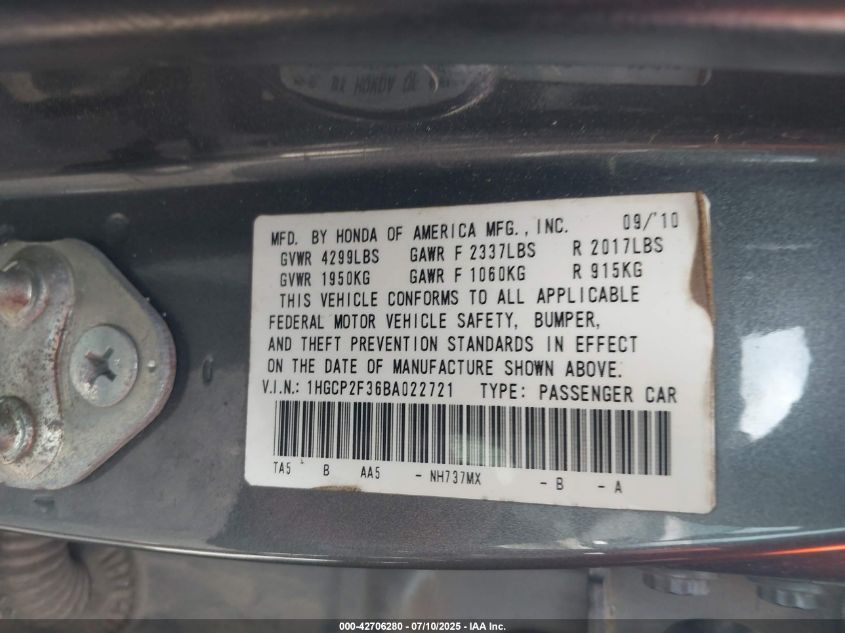 MFD. BY HONDA OF AMERICA MFG., INC. 09/'10
GVWR 4299LBS GAWR F 2337LBS R 2017LBS
GVWR 1950KG GAWR F 1060KG R 915KG
THIS VEHICLE CONFORMS TO ALL APPLICABLE
FEDERAL MOTOR VEHICLE SAFETY, BUMPER,
AND THEFT PREVENTION STANDARDS IN EFFECT
ON THE DATE OF MANUFACTURE SHOWN ABOVE.
V.I.N.: 1HGCP2F36BA022721 TYPE: PASSENGER CAR
TA5 B AA5 - NH737MX - B - A
000-42706280 - 07/10/2025 - IAA Inc.